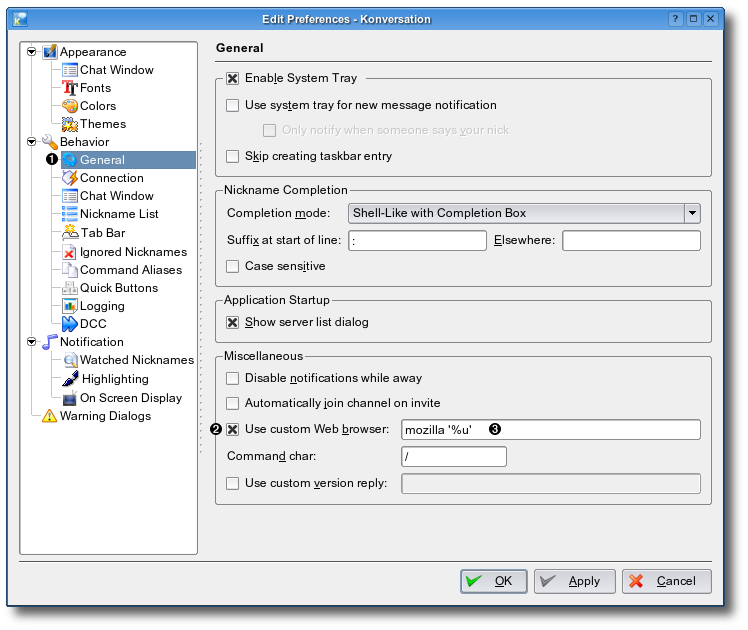 Edit Preferences - Konversation
?
Appearance
Chat Window
Fonts
Colors
Themes
Behavior
1 General
Connection
Chat Window
Nickname List
Tab Bar
Ignored Nicknames
Command Aliases
Quick Buttons
Logging
DCC
Notification
Watched Nicknames
Highlighting
On Screen Display
Warning Dialogs
General
Enable System Tray
Use system tray for new message notification
Only notify when someone says your nick
Skip creating taskbar entry
Nickname Completion
Completion mode: Shell-Like with Completion Box
Suffix at start of line: : Elsewhere:
Case sensitive
Application Startup
Show server list dialog
Miscellaneous
Disable notifications while away
Automatically join channel on invite
2 Use custom Web browser: mozilla '%u' 3
Command char: /
Use custom version reply:
OK Apply Cancel